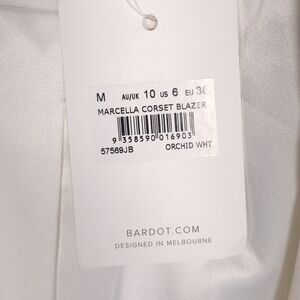 M AU/UK 10 US 6 EU 38
MARCELLA CORSET BLAZER
9 358590 016903
57569JB ORCHID WHT
BARDOT.COM
DESIGNED IN MELBOURNE